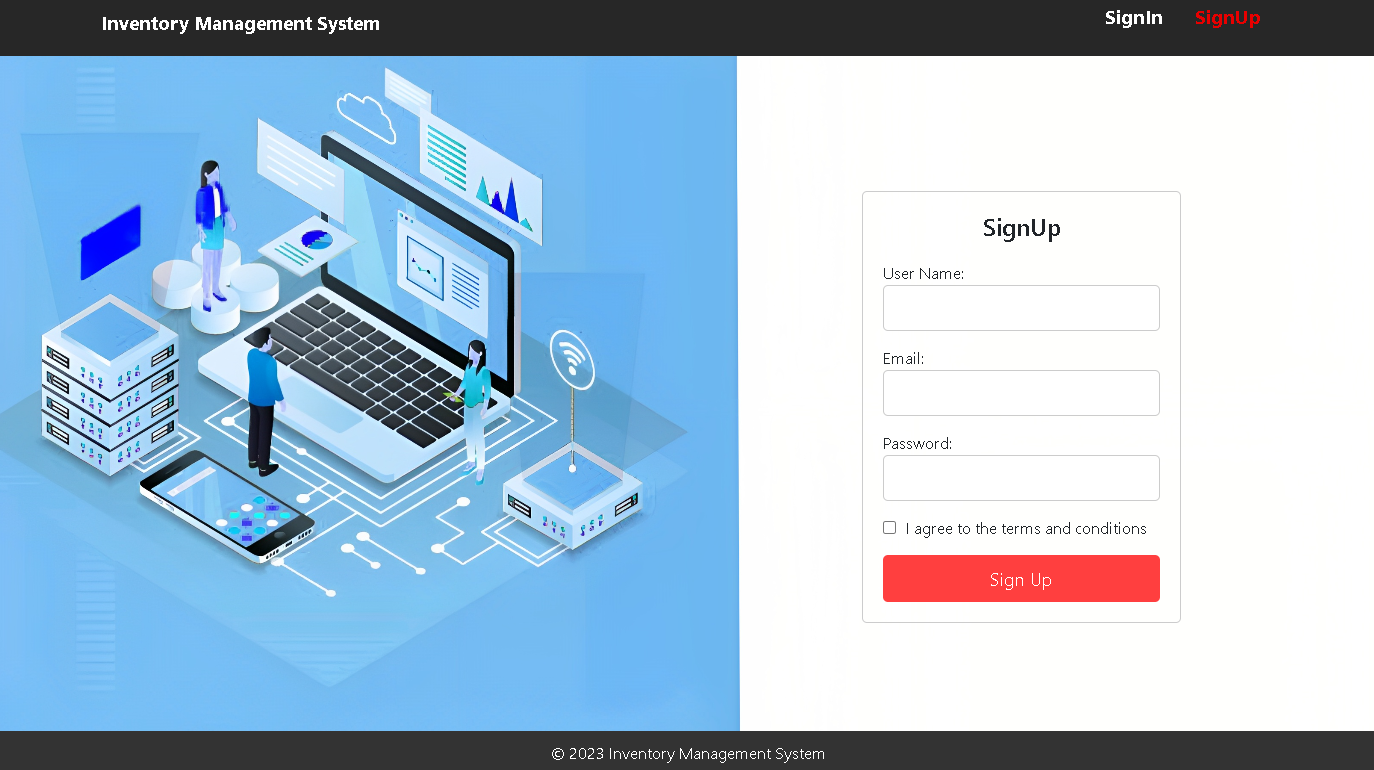 Inventory Management System
SignIn
SignUp
SignUp
User Name:
Email:
Password:
I agree to the terms and conditions
Sign Up
© 2023 Inventory Management System